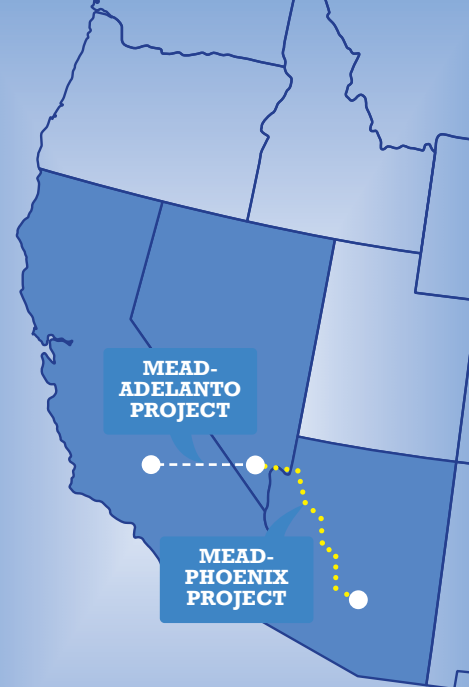 MEAD-
ADELANTO
PROJECT
MEAD-
PHOENIX
PROJECT